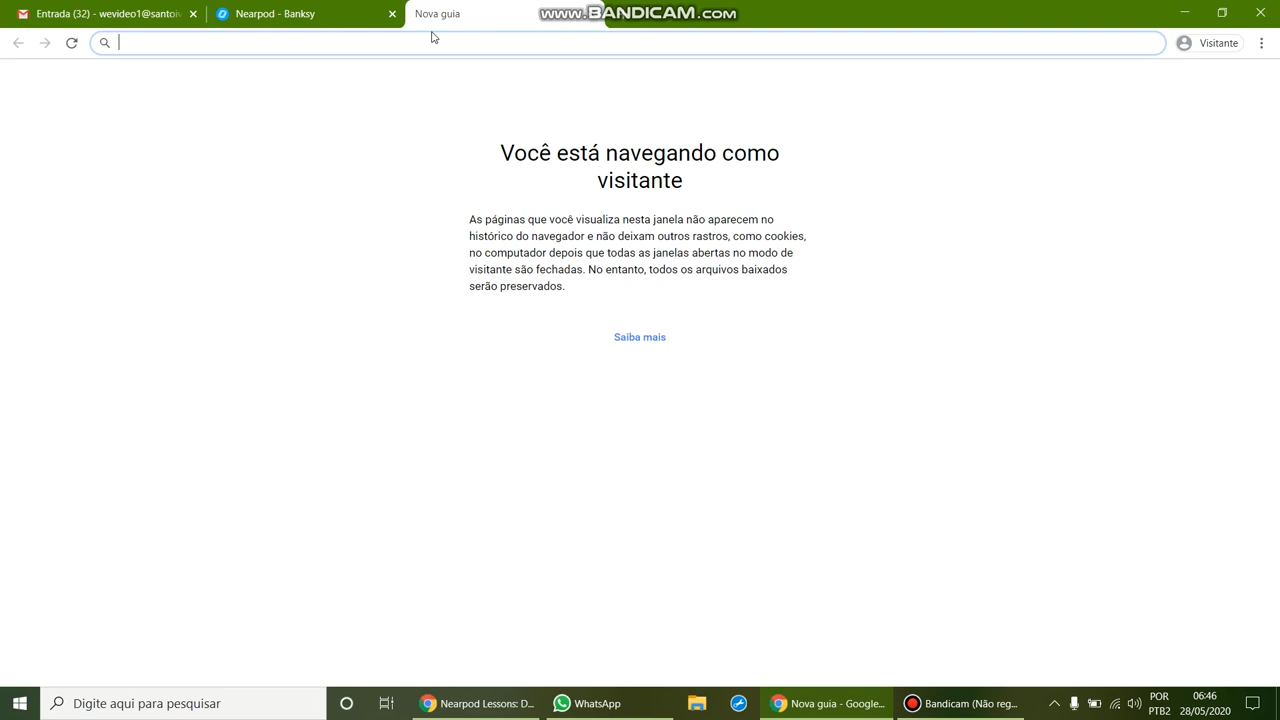 Entrada (32) - wevideo1@santoiv
Nearpod - Banksy
Nova guia
www.BANDICAM.com
Visitante
Você está navegando como
visitante
As páginas que você visualiza nesta janela não aparecem no
histórico do navegador e não deixam outros rastros, como cookies,
no computador depois que todas as janelas abertas no modo de
visitante são fechadas. No entanto, todos os arquivos baixados
serão preservados.
Saiba mais
Digite aqui para pesquisar
Nearpod Lessons: D...
WhatsApp
Nova guia - Google...
Bandicam (Não reg...
POR
PTB2
06:46
28/05/2020